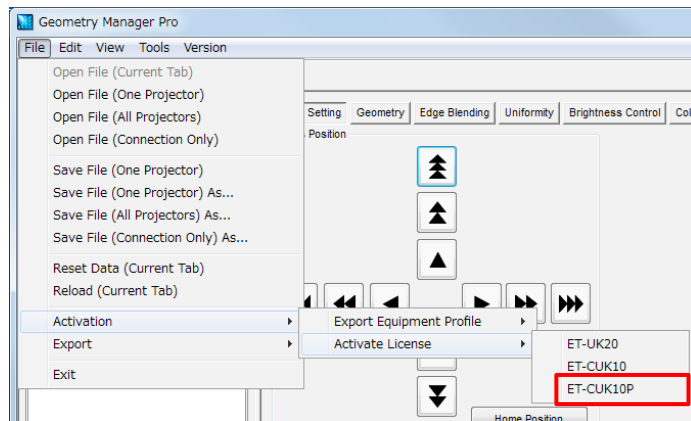 Geometry Manager Pro
File Edit View Tools Version
Open File (Current Tab)
Open File (One Projector)
Open File (All Projectors)
Open File (Connection Only)
Save File (One Projector)
Save File (One Projector) As...
Save File (All Projectors) As...
Save File (Connection Only) As...
Reset Data (Current Tab)
Reload (Current Tab)
Activation
Export
Exit
Setting Geometry Edge Blending Uniformity Brightness Control
Position
Export Equipment Profile
Activate License
ET-UK20
ET-CUK10
ET-CUK10P
Home Position